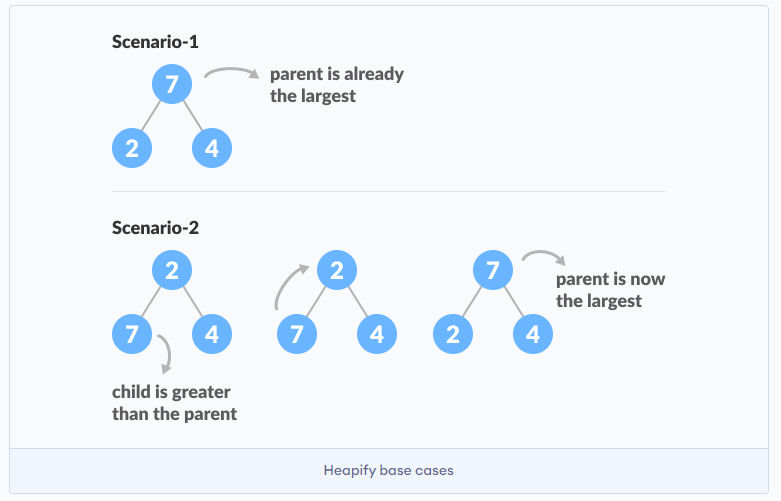 Scenario-1
7
parent is already
the largest
2
4
Scenario-2
2
2
7
parent is now
the largest
7
4
7
4
2
4
child is greater
than the parent
Heapify base cases